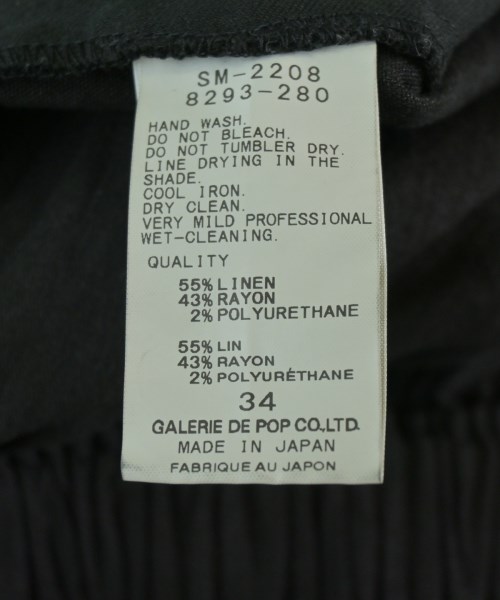 SM-2208
8293-280
HAND WASH.
DO NOT BLEACH.
DO NOT TUMBLER DRY.
LINE DRYING IN THE
SHADE.
COOL IRON.
DRY CLEAN.
VERY MILD PROFESSIONAL
WET-CLEANING.
QUALITY
55% LINEN
43% RAYON
2% POLYURETHANE
55% LIN
43% RAYON
2% POLYURÉTHANE
34
GALERIE DE POP CO.,LTD.
MADE IN JAPAN
FABRIQUE AU JAPON